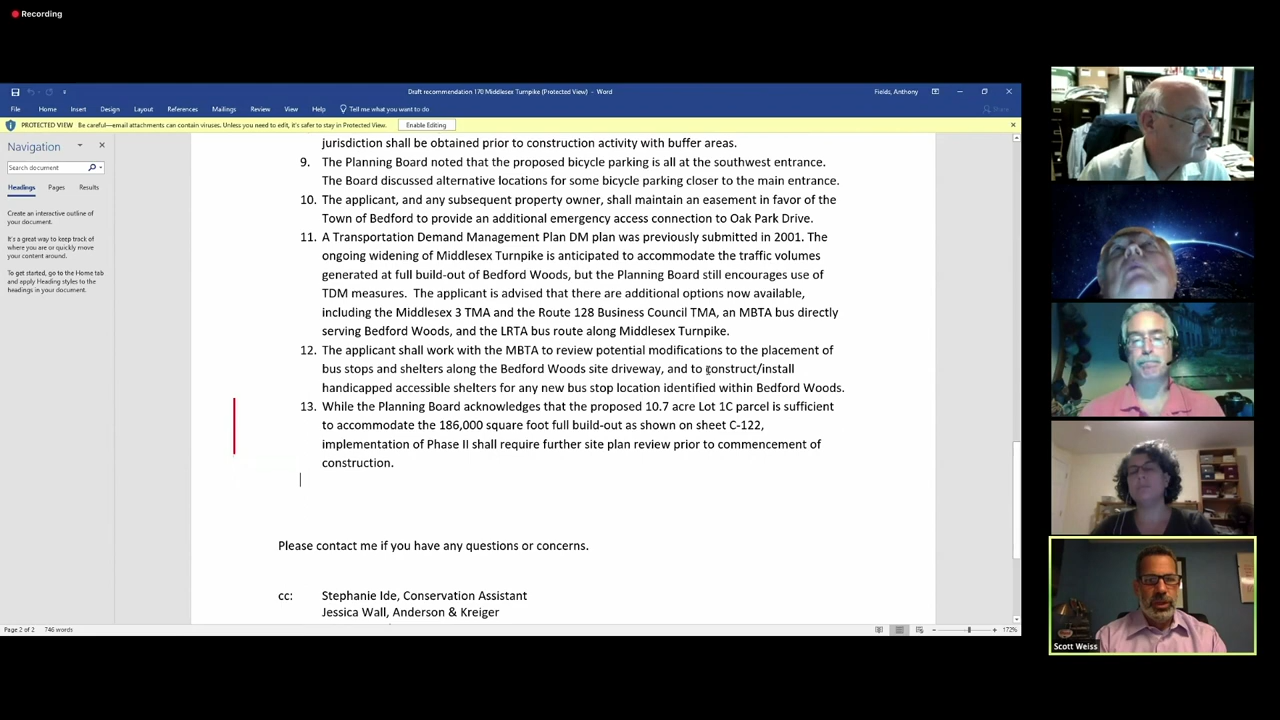 Recording
Draft recommendation 170 Middlesex Turnpike (Protected View) - Word
Fields, Anthony
File Home Insert Design Layout References Mailings Review View Help Tell me what you want to do Share
PROTECTED VIEW Be careful—email attachments can contain viruses. Unless you need to edit, it's safer to stay in Protected View. Enable Editing
Navigation
Search document
Headings Pages Results
Create an interactive outline of your document.
It's a great way to keep track of where you are or quickly move your content around.
To get started, go to the Home tab and apply Heading styles to the headings in your document.
jurisdiction shall be obtained prior to construction activity with buffer areas.
9. The Planning Board noted that the proposed bicycle parking is all at the southwest entrance.
The Board discussed alternative locations for some bicycle parking closer to the main entrance.
10. The applicant, and any subsequent property owner, shall maintain an easement in favor of the
Town of Bedford to provide an additional emergency access connection to Oak Park Drive.
11. A Transportation Demand Management Plan DM plan was previously submitted in 2001. The
ongoing widening of Middlesex Turnpike is anticipated to accommodate the traffic volumes
generated at full build-out of Bedford Woods, but the Planning Board still encourages use of
TDM measures. The applicant is advised that there are additional options now available,
including the Middlesex 3 TMA and the Route 128 Business Council TMA, an MBTA bus directly
serving Bedford Woods, and the LRTA bus route along Middlesex Turnpike.
12. The applicant shall work with the MBTA to review potential modifications to the placement of
bus stops and shelters along the Bedford Woods site driveway, and to construct/install
handicapped accessible shelters for any new bus stop location identified within Bedford Woods.
13. While the Planning Board acknowledges that the proposed 10.7 acre Lot 1C parcel is sufficient
to accommodate the 186,000 square foot full build-out as shown on sheet C-122,
implementation of Phase II shall require further site plan review prior to commencement of
construction.
Please contact me if you have any questions or concerns.
cc: Stephanie Ide, Conservation Assistant
Jessica Wall, Anderson & Kreiger
Page 2 of 2 746 words
172%
Scott Weiss